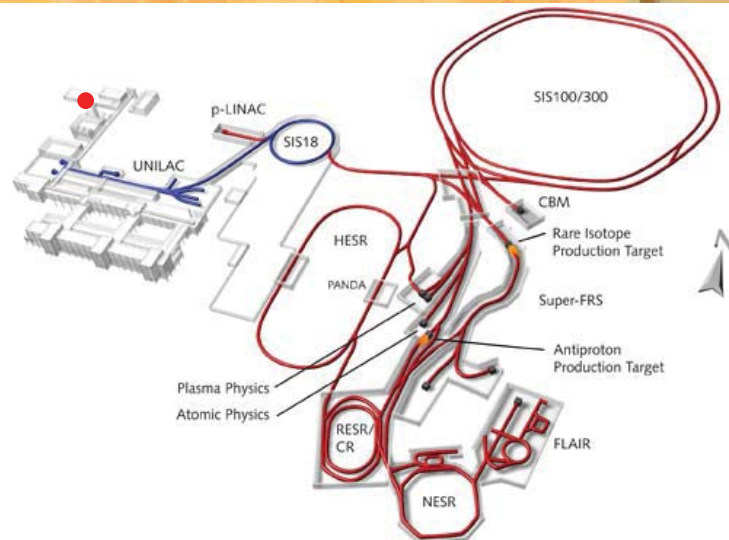 SIS100/300
p-LINAC
SIS18
UNILAC
CBM
Rare Isotope
Production Target
HESR
PANDA
Super-FRS
Antiproton
Production Target
Plasma Physics
Atomic Physics
RESR/
CR
FLAIR
NESR